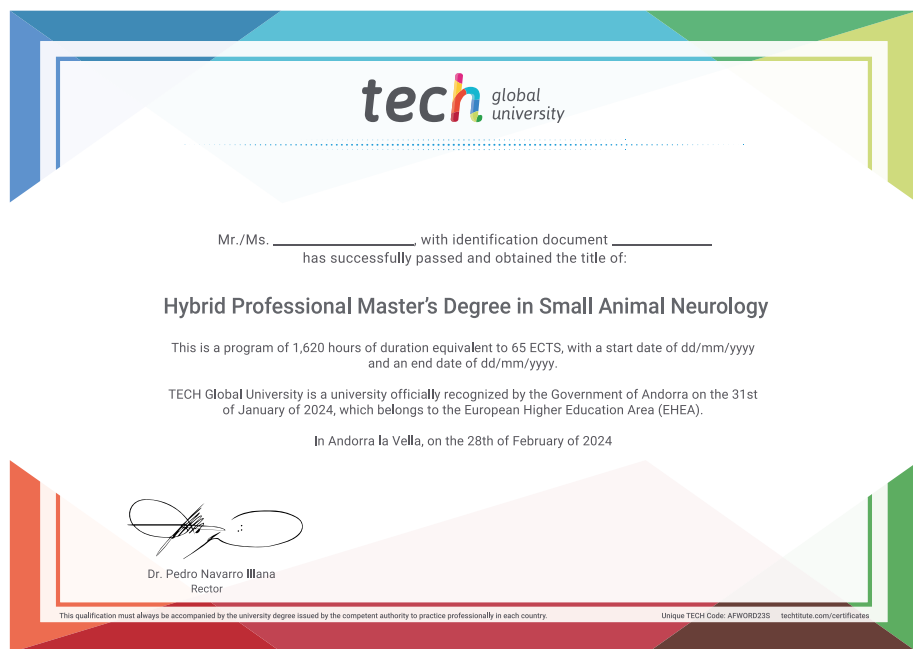 tech global university
Mr./Ms. ____________, with identification document ____________
has successfully passed and obtained the title of:
Hybrid Professional Master's Degree in Small Animal Neurology
This is a program of 1,620 hours of duration equivalent to 65 ECTS, with a start date of dd/mm/yyyy
and an end date of dd/mm/yyyy.
TECH Global University is a university officially recognized by the Government of Andorra on the 31st
of January of 2024, which belongs to the European Higher Education Area (EHEA).
In Andorra la Vella, on the 28th of February of 2024
Dr. Pedro Navarro Illana
Rector
This qualification must always be accompanied by the university degree issued by the competent authority to practice professionally in each country.
Unique TECH Code: AFWORD23S techtitute.com/certificates